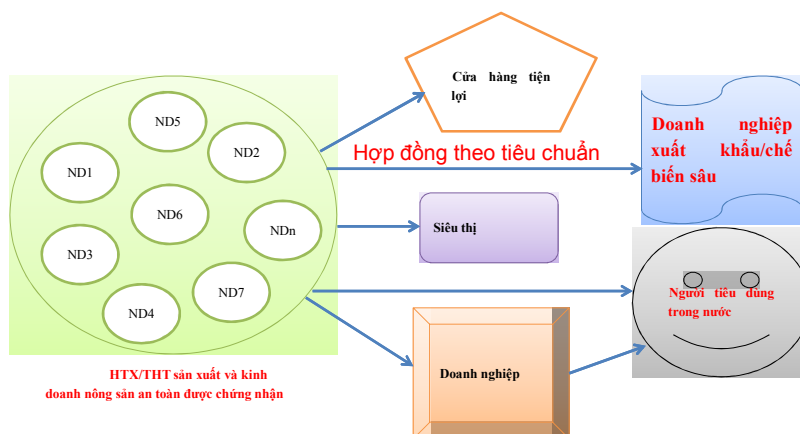 Cửa hàng tiện
lợi
ND5
ND2
ND1
ND6
NDn
ND3
ND7
ND4
Hợp đồng theo tiêu chuẩn
Doanh nghiệp
xuất khẩu/chế
biến sâu
Siêu thị
Người tiêu dùng
trong nước
Doanh nghiệp
HTX/THT sản xuất và kinh
doanh nông sản an toàn được chứng nhận